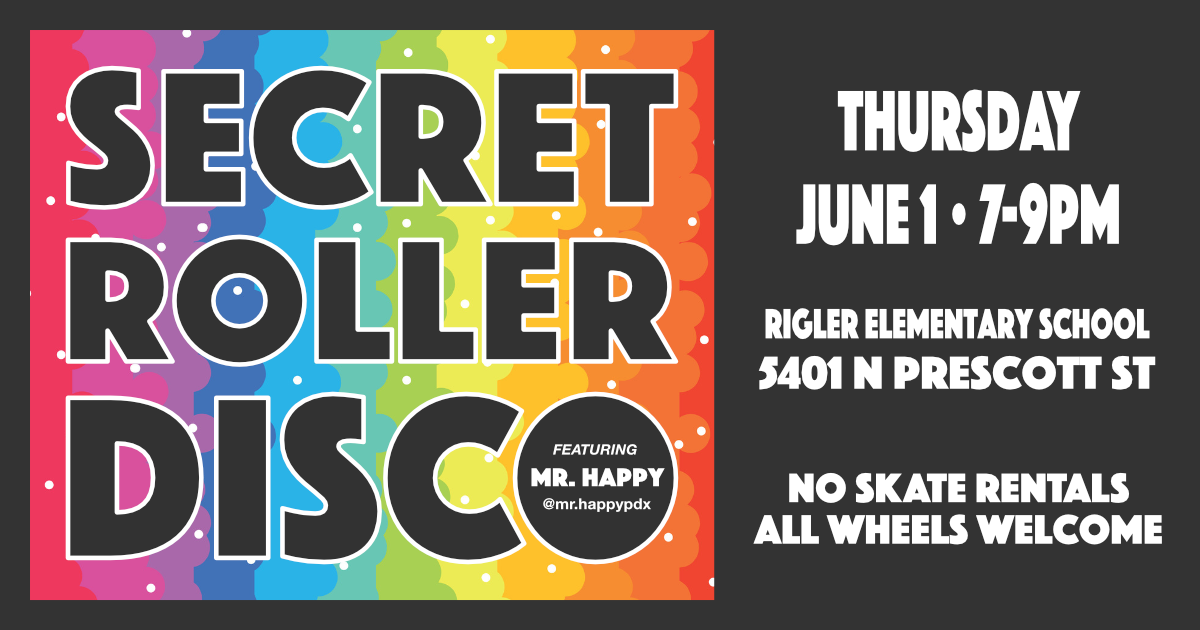 SECRET
ROLLER
DISCO
FEATURING
MR. HAPPY
@mr.happypdx
THURSDAY
JUNE 1 • 7-9PM
RIGLER ELEMENTARY SCHOOL
5401 N PRESCOTT ST
NO SKATE RENTALS
ALL WHEELS WELCOME